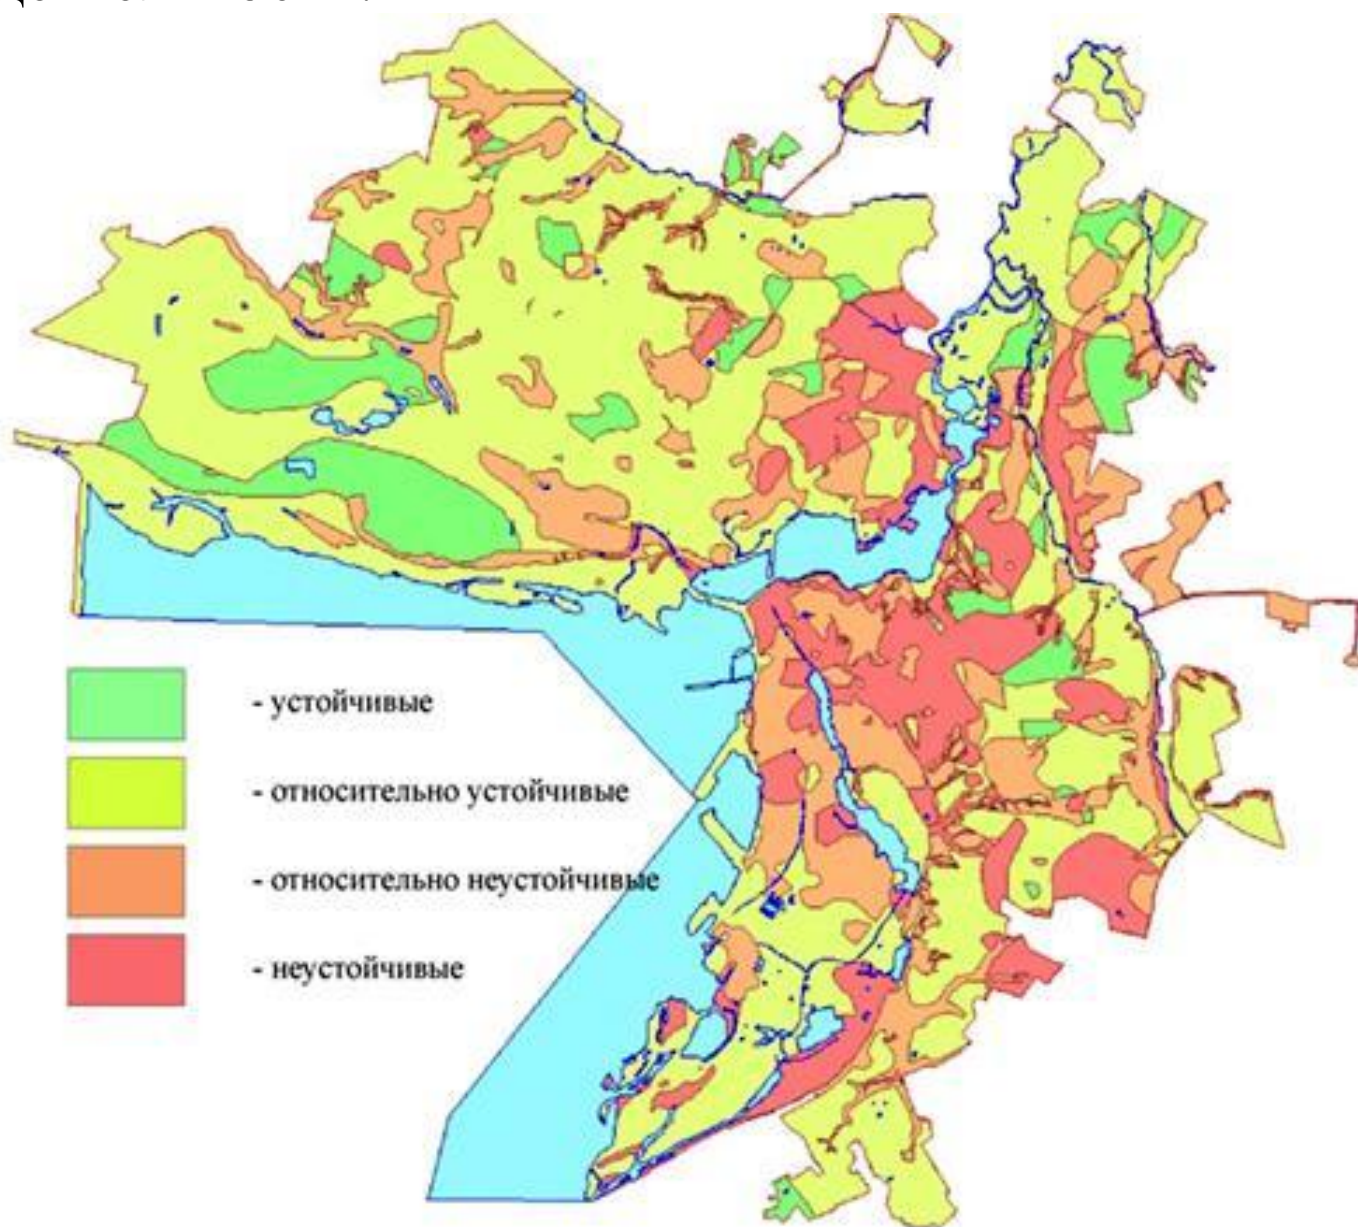 - устойчивые
- относительно устойчивые
- относительно неустойчивые
- неустойчивые